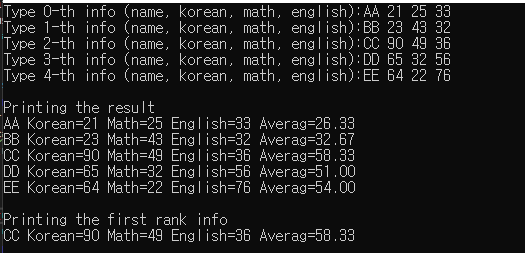 Type 0-th info (name, korean, math, english):AA 21 25 33
Type 1-th info (name, korean, math, english):BB 23 43 32
Type 2-th info (name, korean, math, english):CC 90 49 36
Type 3-th info (name, korean, math, english):DD 65 32 56
Type 4-th info (name, korean, math, english):EE 64 22 76
Printing the result
AA Korean=21 Math=25 English=33 Averag=26.33
BB Korean=23 Math=43 English=32 Averag=32.67
CC Korean=90 Math=49 English=36 Averag=58.33
DD Korean=65 Math=32 English=56 Averag=51.00
EE Korean=64 Math=22 English=76 Averag=54.00
Printing the first rank info
CC Korean=90 Math=49 English=36 Averag=58.33